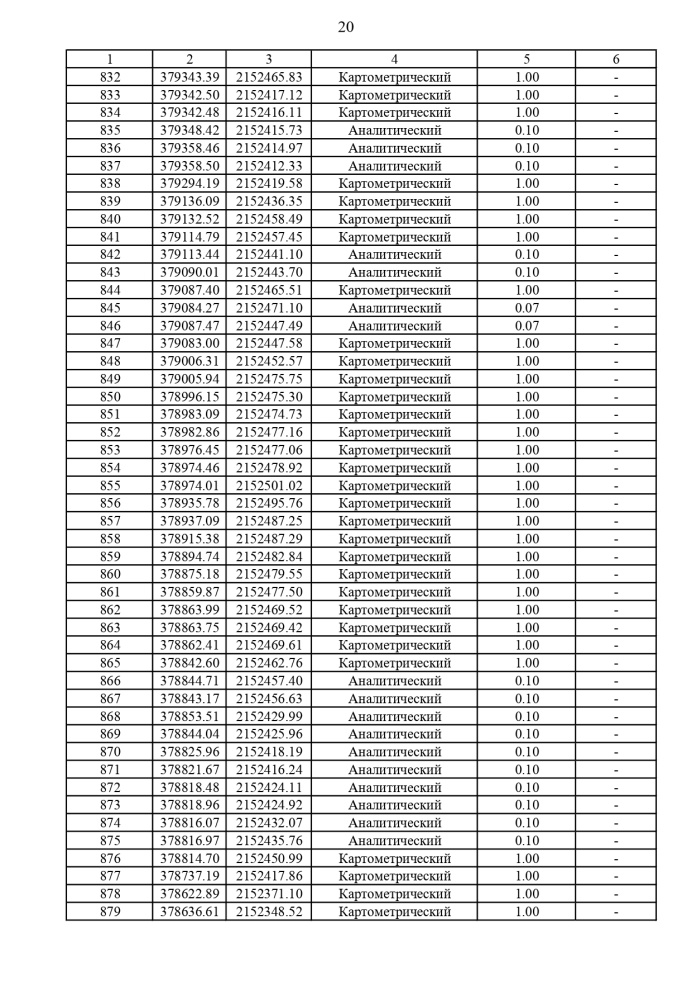 20
1 2 3 4 5 6
832 379343.39 2152465.83 Картометрический 1.00 -
833 379342.50 2152417.12 Картометрический 1.00 -
834 379342.48 2152416.11 Картометрический 1.00 -
835 379348.42 2152415.73 Аналитический 0.10 -
836 379358.46 2152414.97 Аналитический 0.10 -
837 379358.50 2152412.33 Аналитический 0.10 -
838 379294.19 2152419.58 Картометрический 1.00 -
839 379136.09 2152436.35 Картометрический 1.00 -
840 379132.52 2152458.49 Картометрический 1.00 -
841 379114.79 2152457.45 Картометрический 1.00 -
842 379113.44 2152441.10 Аналитический 0.10 -
843 379090.01 2152443.70 Аналитический 0.10 -
844 379087.40 2152465.51 Картометрический 1.00 -
845 379084.27 2152471.10 Аналитический 0.07 -
846 379087.47 2152447.49 Аналитический 0.07 -
847 379083.00 2152447.58 Картометрический 1.00 -
848 379006.31 2152452.57 Картометрический 1.00 -
849 379005.94 2152475.75 Картометрический 1.00 -
850 378996.15 2152475.30 Картометрический 1.00 -
851 378983.09 2152474.73 Картометрический 1.00 -
852 378982.86 2152477.16 Картометрический 1.00 -
853 378976.45 2152477.06 Картометрический 1.00 -
854 378974.46 2152478.92 Картометрический 1.00 -
855 378974.01 2152501.02 Картометрический 1.00 -
856 378935.78 2152495.76 Картометрический 1.00 -
857 378937.09 2152487.25 Картометрический 1.00 -
858 378915.38 2152487.29 Картометрический 1.00 -
859 378894.74 2152482.84 Картометрический 1.00 -
860 378875.18 2152479.55 Картометрический 1.00 -
861 378859.87 2152477.50 Картометрический 1.00 -
862 378863.99 2152469.52 Картометрический 1.00 -
863 378863.75 2152469.42 Картометрический 1.00 -
864 378862.41 2152469.61 Картометрический 1.00 -
865 378842.60 2152462.76 Картометрический 1.00 -
866 378844.71 2152457.40 Аналитический 0.10 -
867 378843.17 2152456.63 Аналитический 0.10 -
868 378853.51 2152429.99 Аналитический 0.10 -
869 378844.04 2152425.96 Аналитический 0.10 -
870 378825.96 2152418.19 Аналитический 0.10 -
871 378821.67 2152416.24 Аналитический 0.10 -
872 378818.48 2152424.11 Аналитический 0.10 -
873 378818.96 2152424.92 Аналитический 0.10 -
874 378816.07 2152432.07 Аналитический 0.10 -
875 378816.97 2152435.76 Аналитический 0.10 -
876 378814.70 2152450.99 Картометрический 1.00 -
877 378737.19 2152417.86 Картометрический 1.00 -
878 378622.89 2152371.10 Картометрический 1.00 -
879 378636.61 2152348.52 Картометрический 1.00 -